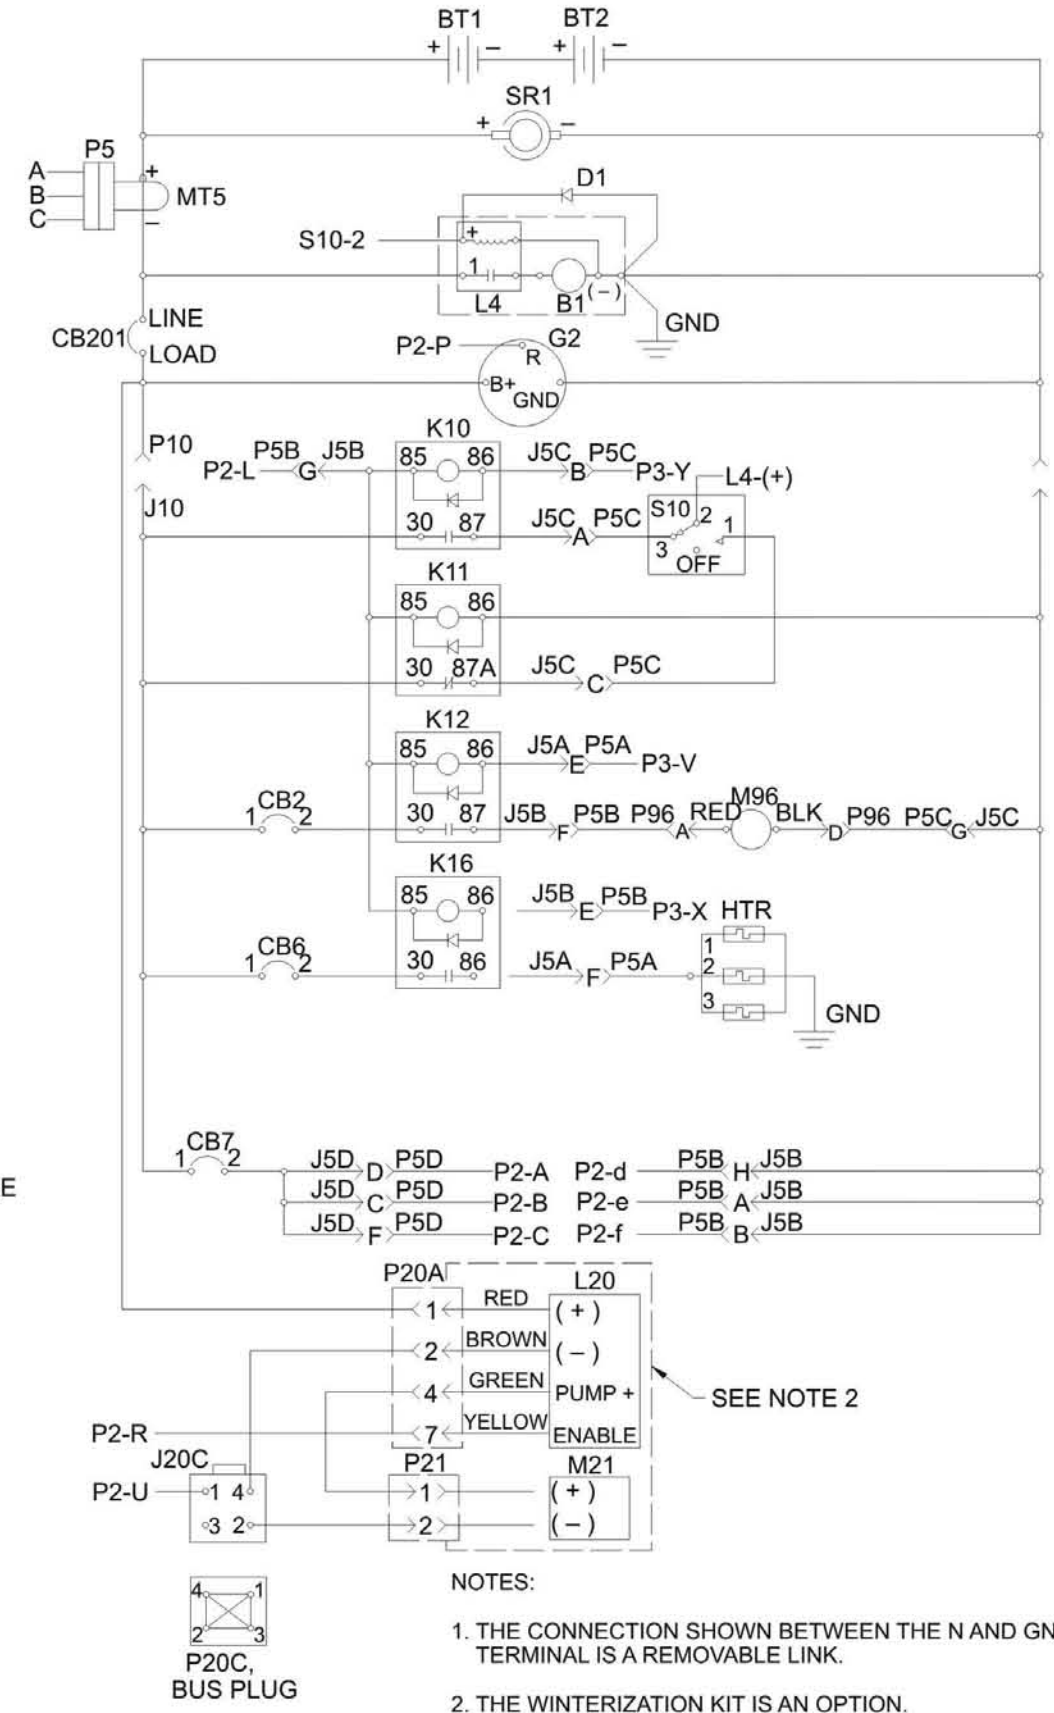 BT1 BT2
+ − + −
SR1
+ −
P5
A
B
C
+
MT5
−
D1
S10-2
+
1
L4
B1
(−)
GND
LINE
CB201
LOAD
P2-P
G2
R
B+
GND
P10
K10
P2-L P5B G J5B 85 86 J5C B P5C P3-Y
L4-(+)
J10
30 87 J5C A P5C
S10 2 1
3
OFF
K11
85 86
30 87A J5C C P5C
K12
85 86 J5A E P5A P3-V
1 CB2 2 30 87 J5B F P5B P96 A RED M96 BLK D P96 P5C G J5C
K16
85 86 J5B E P5B P3-X HTR
1
1 CB6 2 30 86 J5A F P5A 2
3
GND
1 CB7 2 J5D D P5D P2-A P2-d P5B H J5B
E
J5D C P5D P2-B P2-e P5B A J5B
J5D F P5D P2-C P2-f P5B B J5B
P20A L20
1 RED (+)
2 BROWN (−)
4 GREEN PUMP +
SEE NOTE 2
P2-R 7 YELLOW ENABLE
J20C P21 M21
P2-U 1 4 1 (+)
3 2 2 (−)
4 1
2 3
P20C,
BUS PLUG
NOTES:
1. THE CONNECTION SHOWN BETWEEN THE N AND GN
TERMINAL IS A REMOVABLE LINK.
2. THE WINTERIZATION KIT IS AN OPTION.